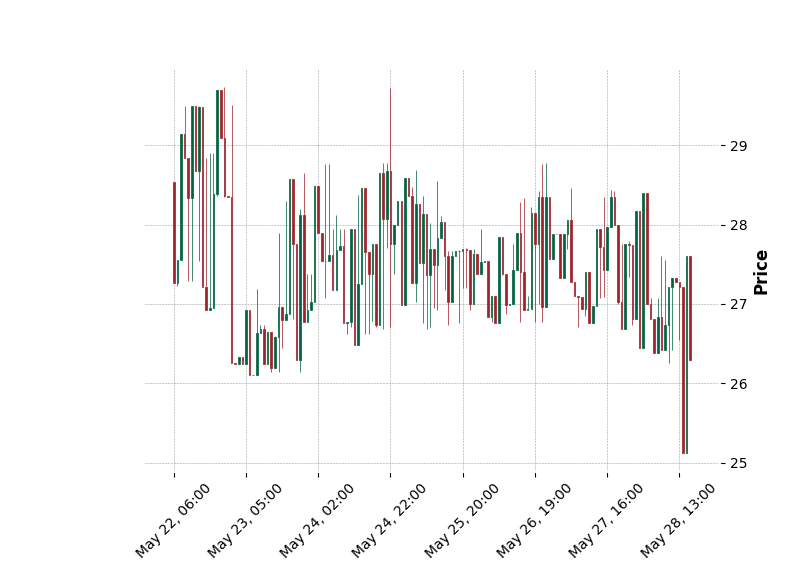 29
28
27
26
25
Price
May 22, 06:00
May 23, 05:00
May 24, 02:00
May 24, 22:00
May 25, 20:00
May 26, 19:00
May 27, 16:00
May 28, 13:00